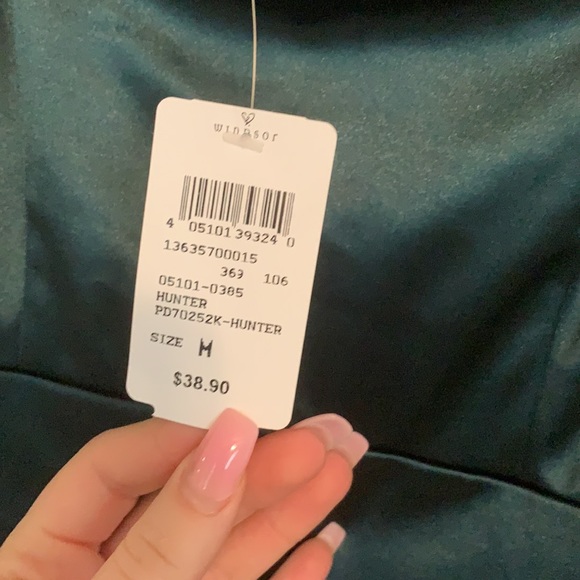 WINDSOR
4 05101 39324 0
13635700015
369 106
05101-0385
HUNTER
PD70252K-HUNTER
SIZE M
$38.90